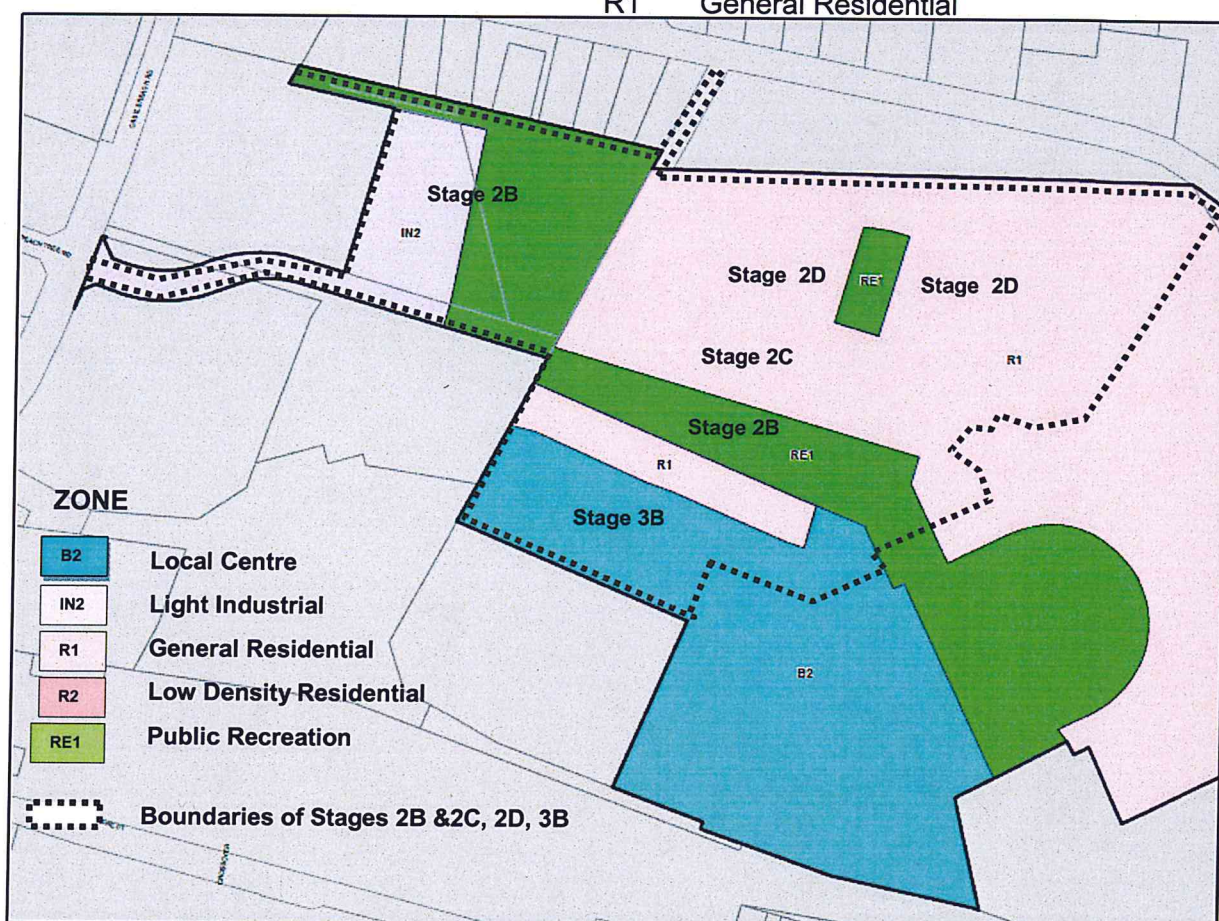 R1 General Residential
Stage 2B
IN2
Stage 2D
RE1
Stage 2D
Stage 2C
R1
Stage 2B
RE1
R1
Stage 3B
B2
ZONE
B2 Local Centre
IN2 Light Industrial
R1 General Residential
R2 Low Density Residential
RE1 Public Recreation
Boundaries of Stages 2B &2C, 2D, 3B